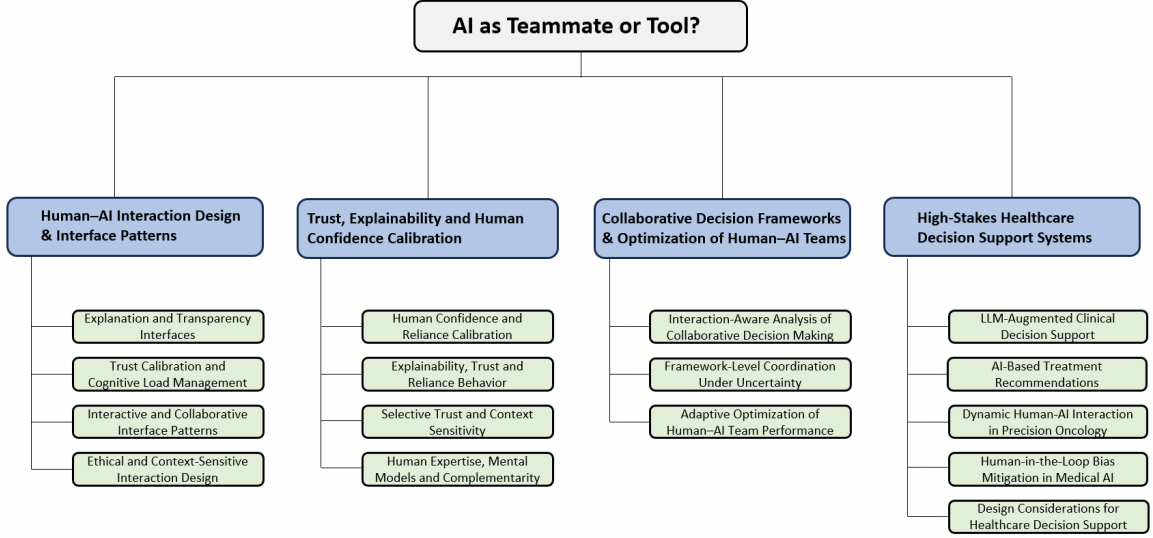 AI as Teammate or Tool?
Human–AI Interaction Design
& Interface Patterns
Explanation and Transparency
Interfaces
Trust Calibration and
Cognitive Load Management
Interactive and Collaborative
Interface Patterns
Ethical and Context-Sensitive
Interaction Design
Trust, Explainability and Human
Confidence Calibration
Human Confidence and
Reliance Calibration
Explainability, Trust and
Reliance Behavior
Selective Trust and Context
Sensitivity
Human Expertise, Mental
Models and Complementarity
Collaborative Decision Frameworks
& Optimization of Human–AI Teams
Interaction-Aware Analysis of
Collaborative Decision Making
Framework-Level Coordination
Under Uncertainty
Adaptive Optimization of
Human–AI Team Performance
High-Stakes Healthcare
Decision Support Systems
LLM-Augmented Clinical
Decision Support
AI-Based Treatment
Recommendations
Dynamic Human-AI Interaction
in Precision Oncology
Human-in-the-Loop Bias
Mitigation in Medical AI
Design Considerations for
Healthcare Decision Support